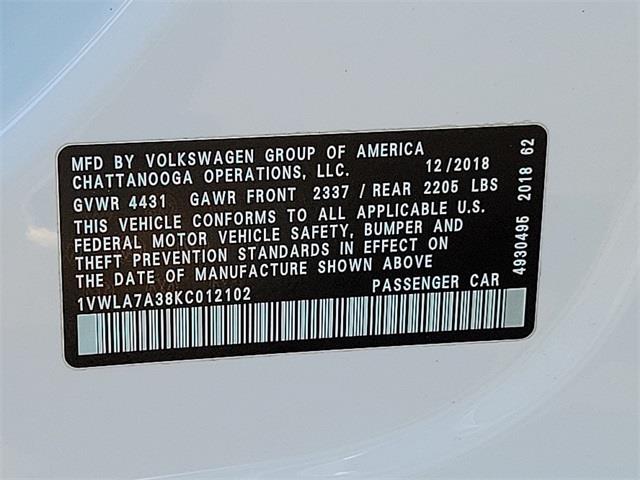 MFD BY VOLKSWAGEN GROUP OF AMERICA
CHATTANOOGA OPERATIONS, LLC. 12/2018
GVWR 4431 GAWR FRONT 2337 / REAR 2205 LBS
THIS VEHICLE CONFORMS TO ALL APPLICABLE U.S.
FEDERAL MOTOR VEHICLE SAFETY, BUMPER AND
THEFT PREVENTION STANDARDS IN EFFECT ON
THE DATE OF MANUFACTURE SHOWN ABOVE
1VWLA7A38KC012102 PASSENGER CAR
4930495 2018 62